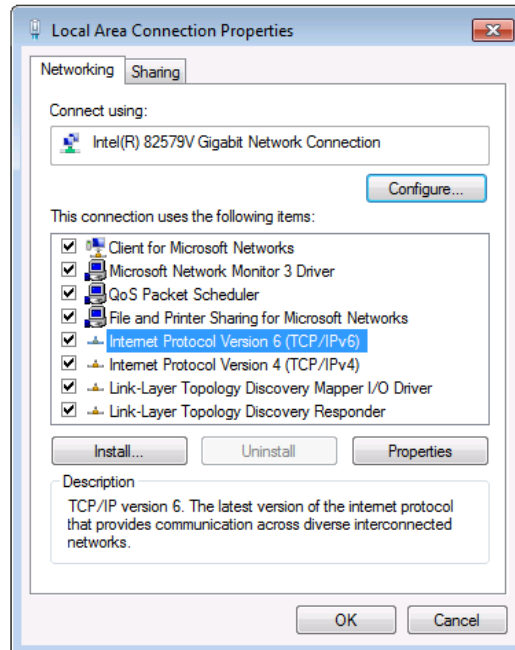 Local Area Connection Properties
Networking
Sharing
Connect using:
Intel(R) 82579V Gigabit Network Connection
Configure...
This connection uses the following items:
Client for Microsoft Networks
Microsoft Network Monitor 3 Driver
QoS Packet Scheduler
File and Printer Sharing for Microsoft Networks
Internet Protocol Version 6 (TCP/IPv6)
Internet Protocol Version 4 (TCP/IPv4)
Link-Layer Topology Discovery Mapper I/O Driver
Link-Layer Topology Discovery Responder
Install...
Uninstall
Properties
Description
TCP/IP version 6. The latest version of the internet protocol
that provides communication across diverse interconnected
networks.
OK
Cancel